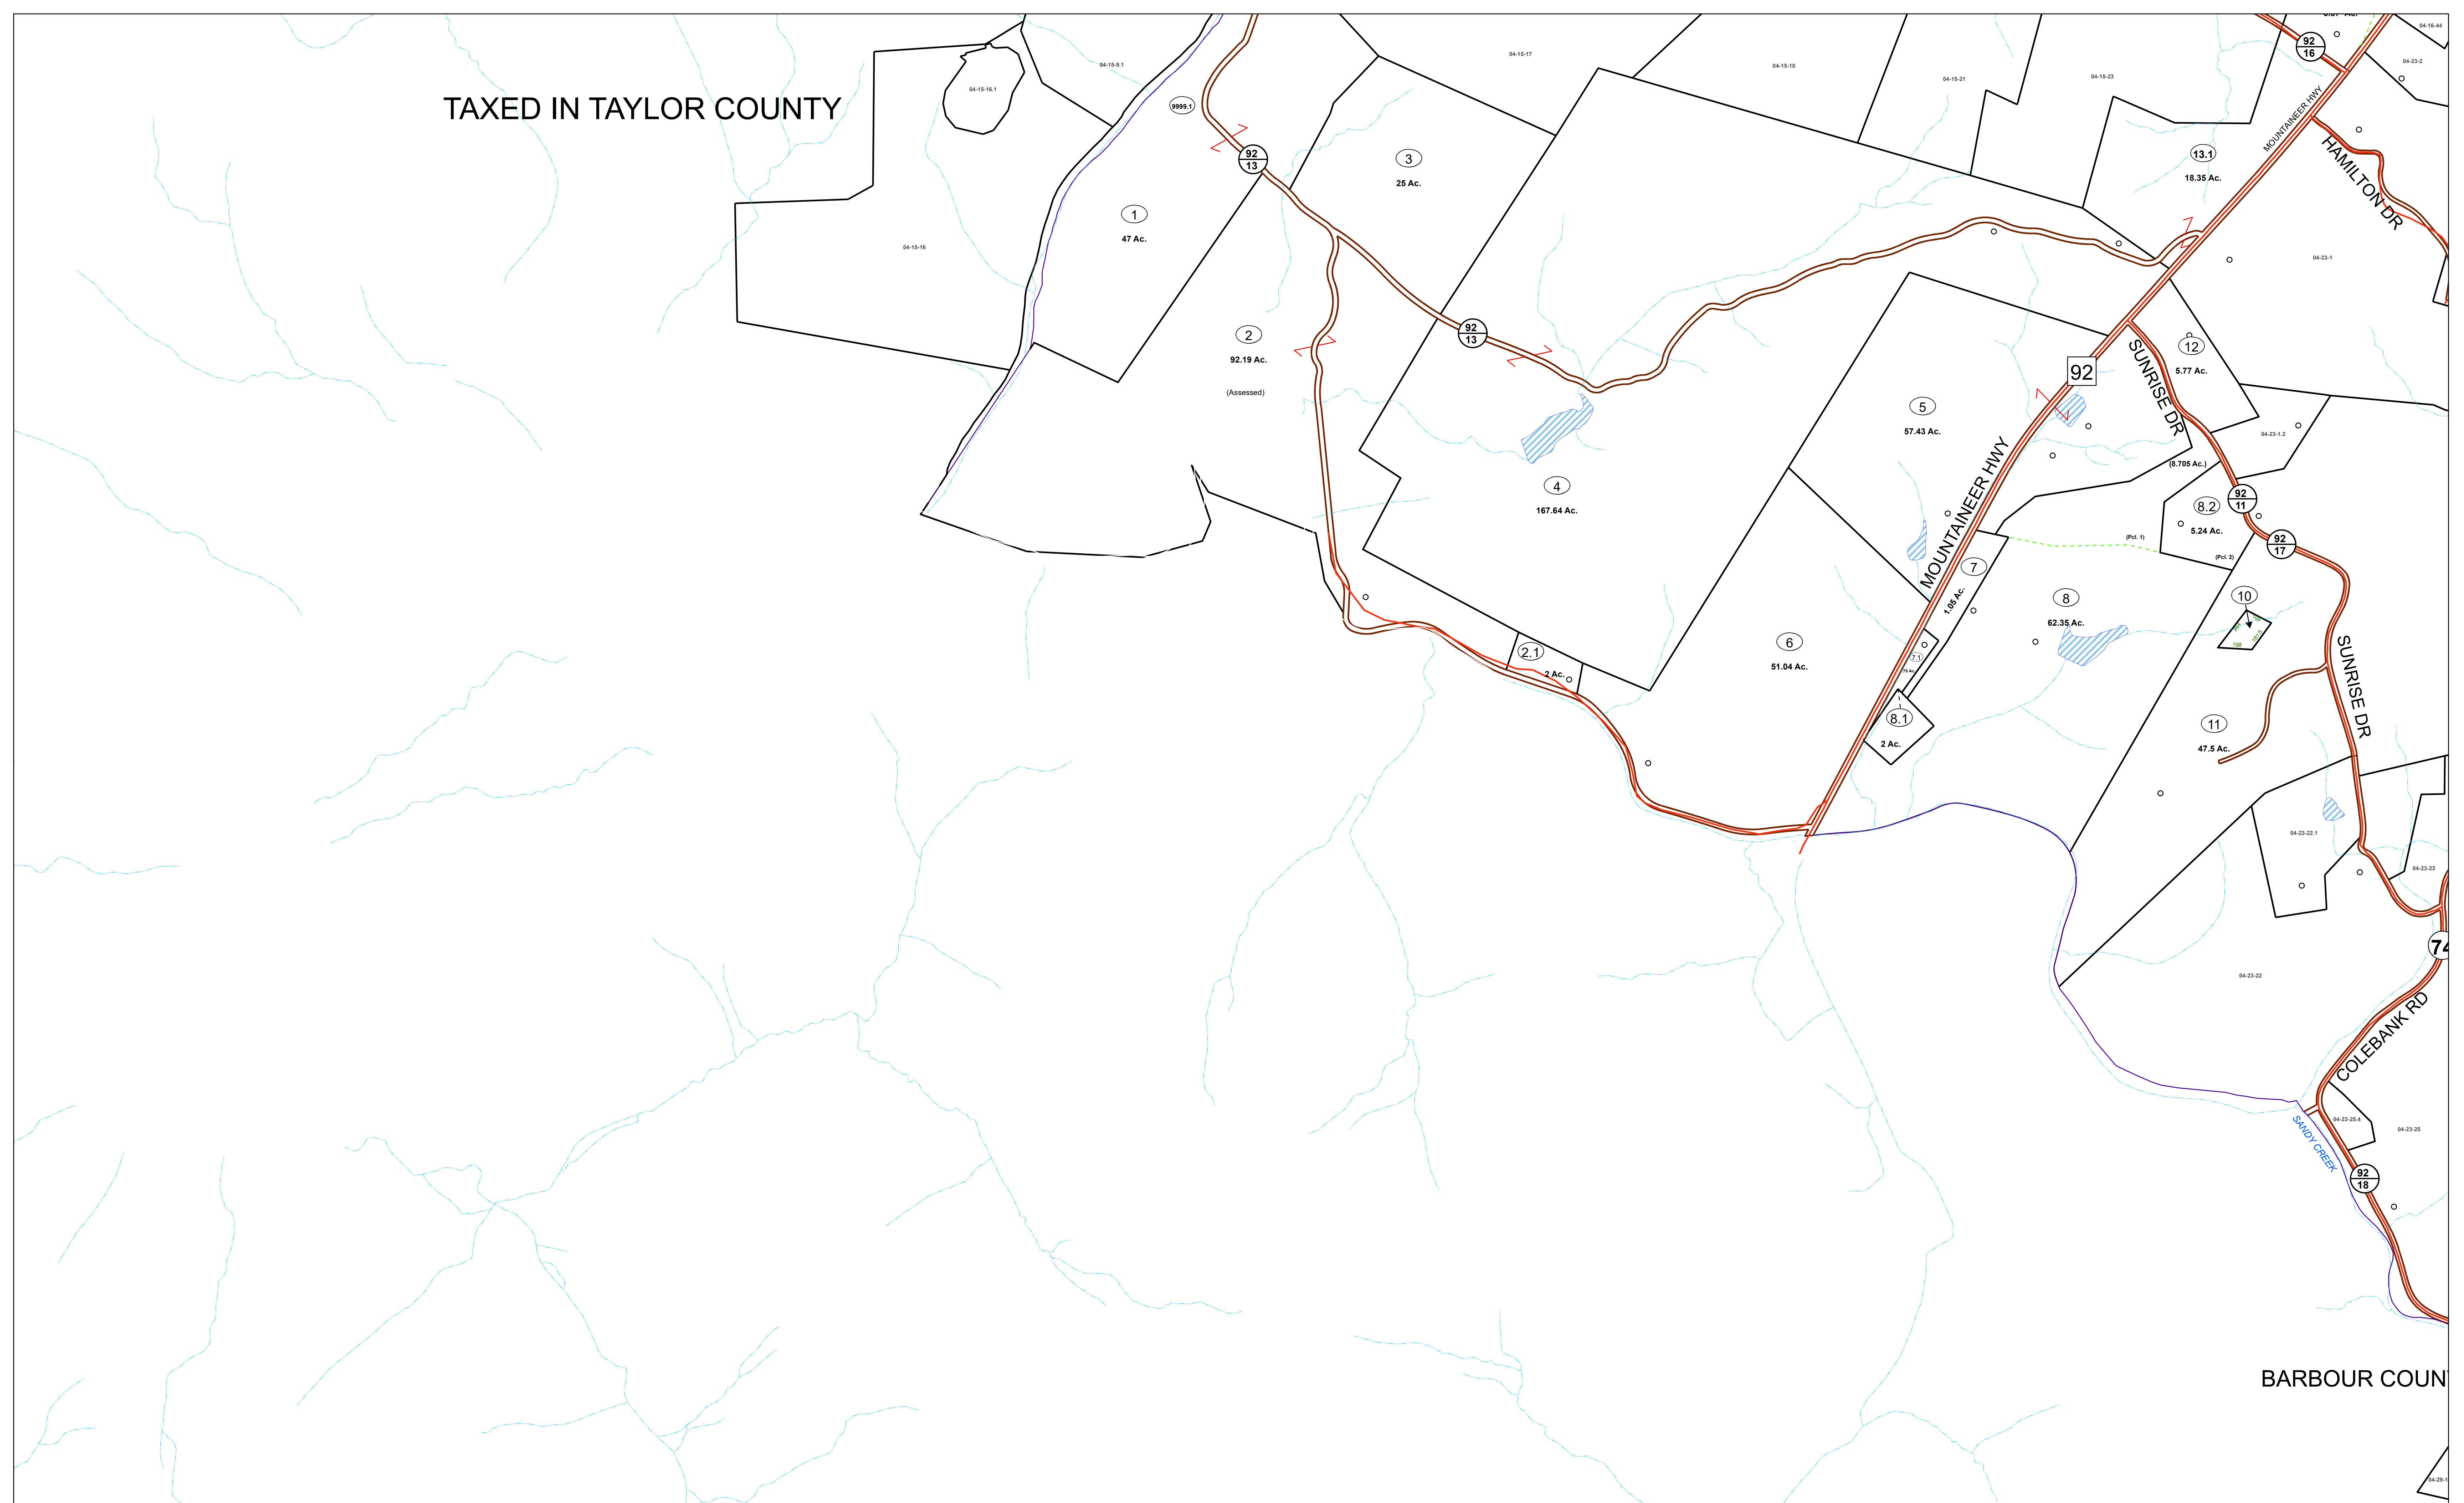 TAXED IN TAYLOR COUNTY
04-15-9.1
04-15-16.1
04-15-16
9999.1
92
13
1
47 Ac.
2
92.19 Ac.
(Assessed)
3
25 Ac.
04-15-17
04-15-18
04-15-21
04-15-23
92
16
04-16-44
04-23-2
MOUNTAINEER HWY
HAMILTON DR
13.1
18.35 Ac.
04-23-1
92
13
92
SUNRISE DR
12
5.77 Ac.
04-23-1.2
5
57.43 Ac.
MOUNTAINEER HWY
(8.705 Ac.)
4
167.64 Ac.
8.2
5.24 Ac.
92
11
92
17
(Pcl. 1)
(Pcl. 2)
7
1.05 Ac.
8
62.35 Ac.
10
198
2.1
2 Ac.
6
51.04 Ac.
7.1
8.1
2 Ac.
11
47.5 Ac.
SUNRISE DR
04-23-22.1
04-23-23
74
04-23-22
COLEBANK RD
04-23-25.4
04-23-25
SANDY CREEK
92
18
BARBOUR COUN
04-29-1